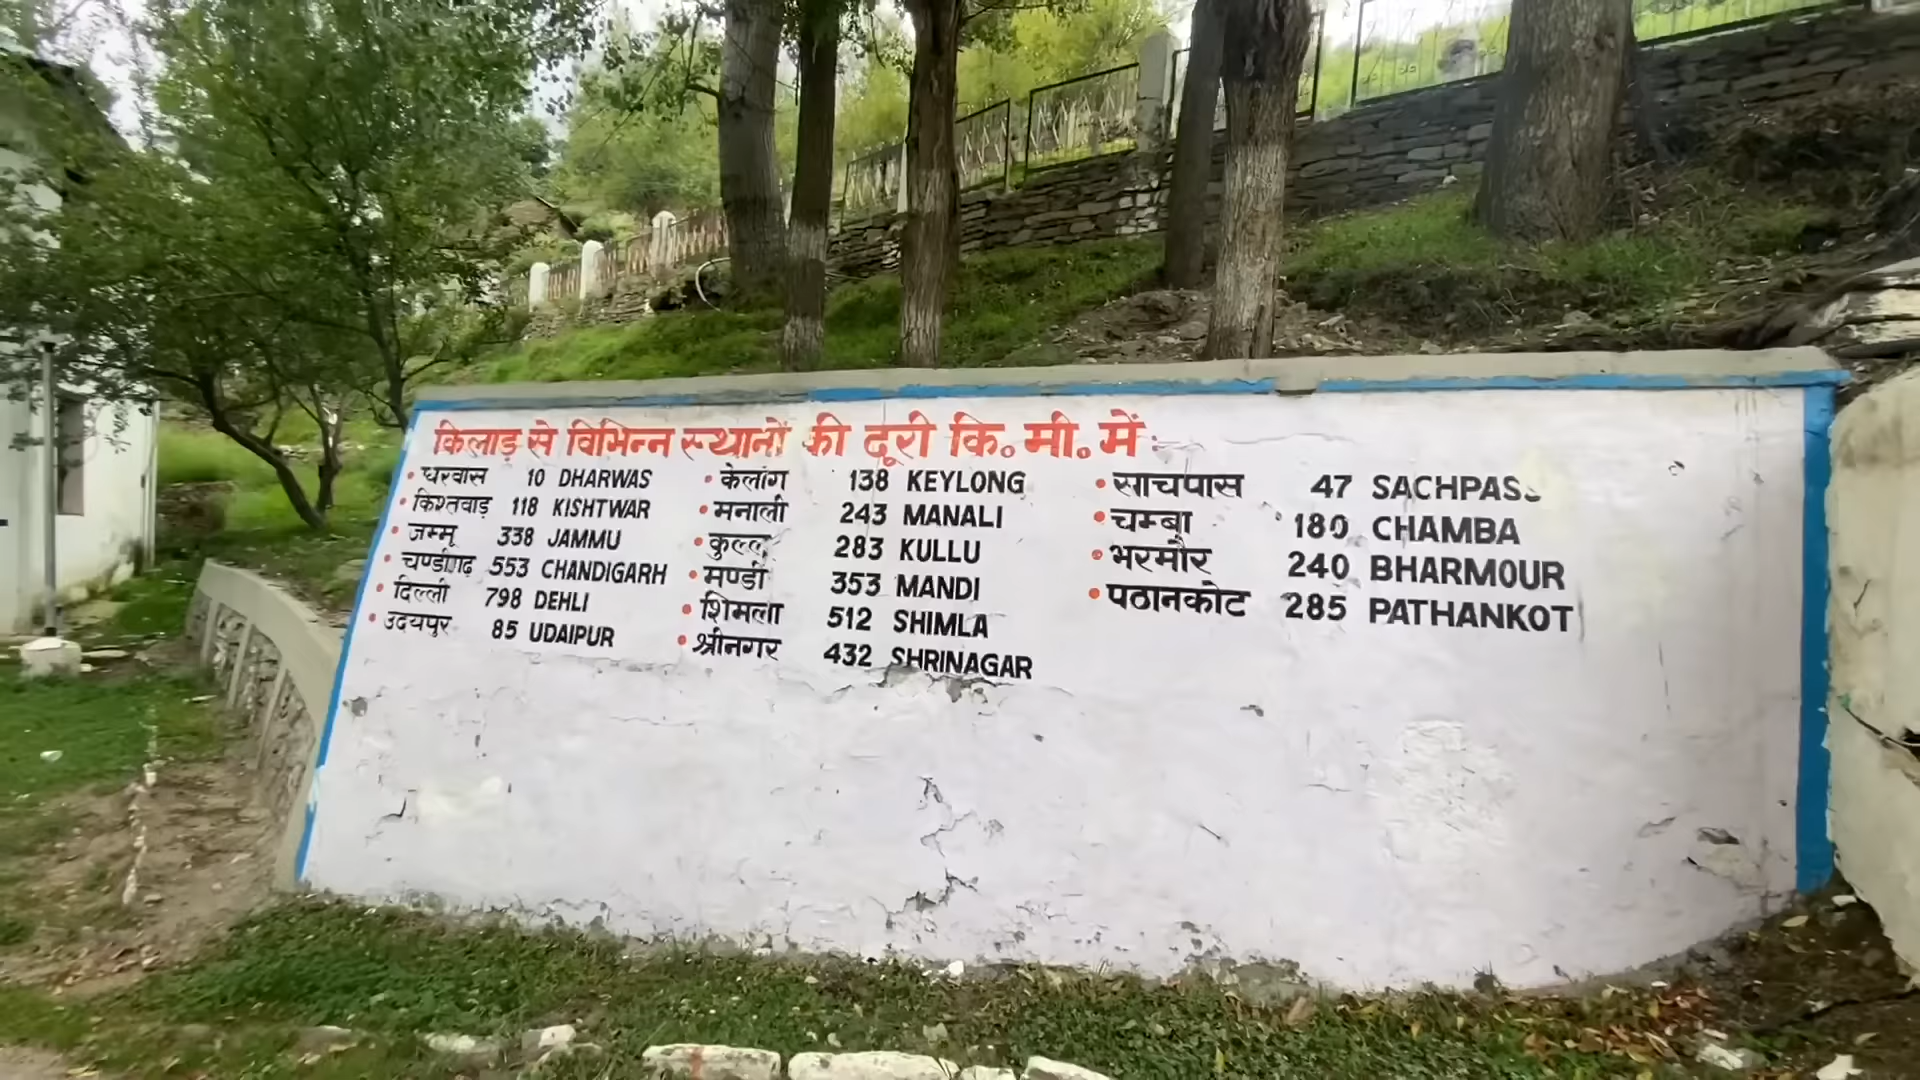 किलाड़ से विभिन्न स्थानों की दूरी कि.मी.में:
• धरवास 10 DHARWAS
• किश्तवाड़ 118 KISHTWAR
• जम्मू 338 JAMMU
• चण्डीगढ़ 553 CHANDIGARH
• दिल्ली 798 DEHLI
• उदयपुर 85 UDAIPUR
• केलांग 138 KEYLONG
• मनाली 243 MANALI
• कुल्लू 283 KULLU
• मण्डी 353 MANDI
• शिमला 512 SHIMLA
• श्रीनगर 432 SHRINAGAR
• साचपास 47 SACHPASS
• चम्बा 180 CHAMBA
• भरमौर 240 BHARMOUR
• पठानकोट 285 PATHANKOT